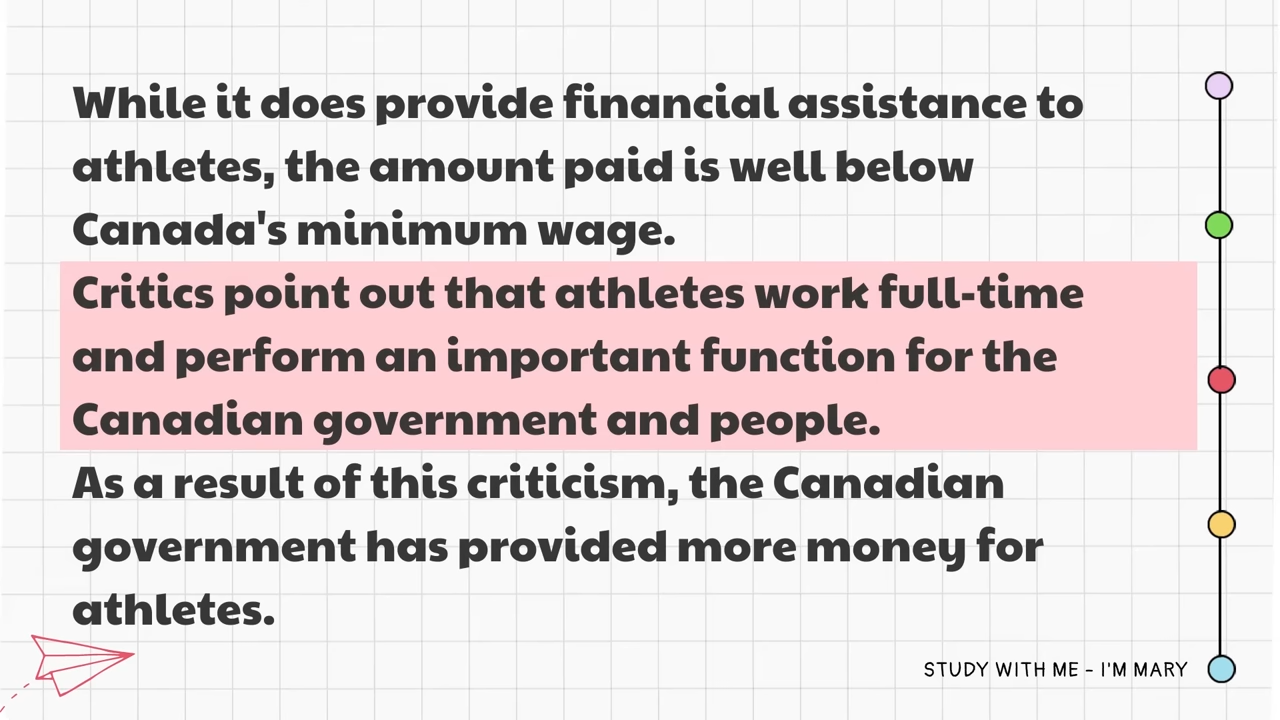 While it does provide financial assistance to
athletes, the amount paid is well below
Canada's minimum wage.
Critics point out that athletes work full-time
and perform an important function for the
Canadian government and people.
As a result of this criticism, the Canadian
government has provided more money for
athletes.
STUDY WITH ME - I'M MARY